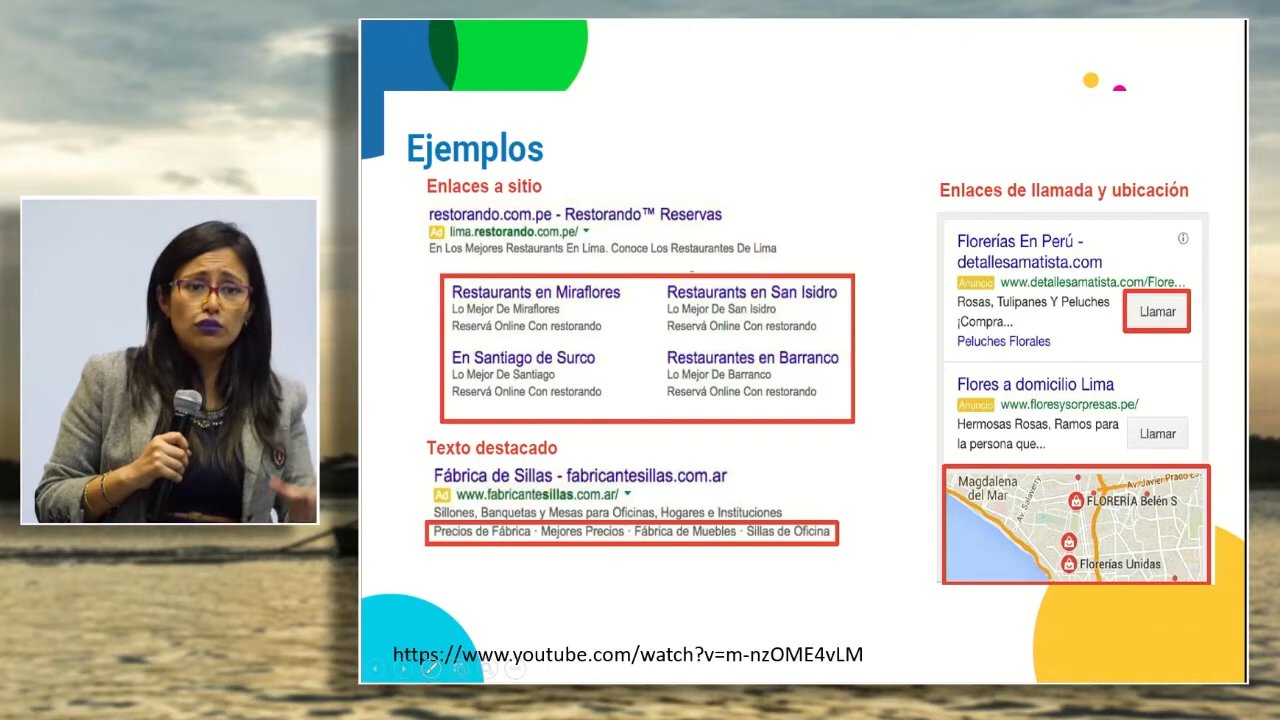 Ejemplos
Enlaces a sitio
restorando.com.pe - Restorando™ Reservas
Ad lima.restorando.com.pe/
En Los Mejores Restaurants En Lima. Conoce Los Restaurantes De Lima
Restaurants en Miraflores
Lo Mejor De Miraflores
Reservá Online Con restorando
Restaurants en San Isidro
Lo Mejor De San Isidro
Reservá Online Con restorando
En Santiago de Surco
Lo Mejor De Santiago
Reservá Online Con restorando
Restaurantes en Barranco
Lo Mejor De Barranco
Reservá Online Con restorando
Texto destacado
Fábrica de Sillas - fabricantesillas.com.ar
Ad www.fabricantesillas.com.ar/
Sillones, Banquetas y Mesas para Oficinas, Hogares e Instituciones
Precios de Fábrica · Mejores Precios · Fábrica de Muebles · Sillas de Oficina
Enlaces de llamada y ubicación
Florerías En Perú -
detallesamatista.com
Anuncio www.detallesamatista.com/Flore...
Rosas, Tulipanes Y Peluches
¡Compra...
Llamar
Peluches Florales
Flores a domicilio Lima
Anuncio www.floresysorpresas.pe/
Hermosas Rosas, Ramos para
la persona que...
Llamar
Magdalena
del Mar
Av. Salaverry
Av. Javier Prado Es
FLORERÍA Belén S
Florerías Unidas
https://www.youtube.com/watch?v=m-nzOME4vLM